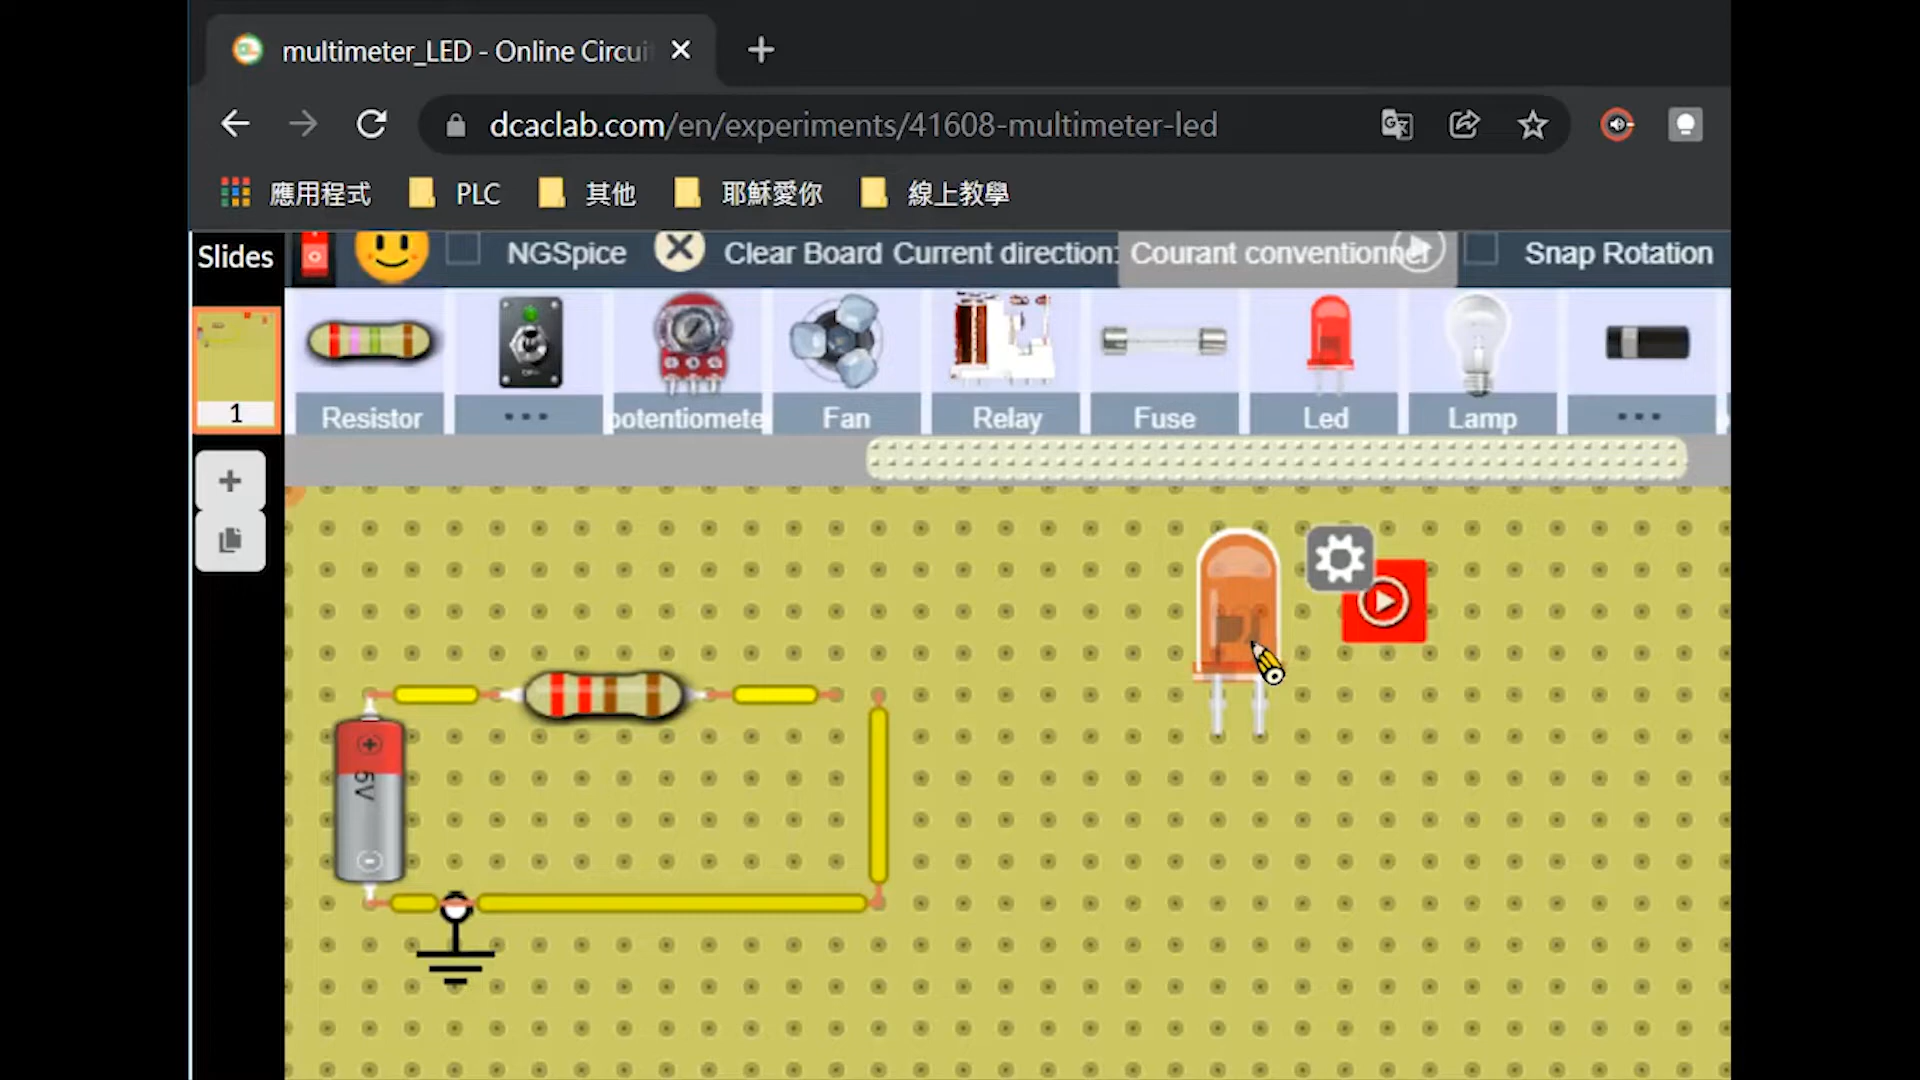 multimeter_LED - Online Circui
dcaclab.com/en/experiments/41608-multimeter-led
應用程式 PLC 其他 耶穌愛你 線上教學
Slides NGSpice Clear Board Current direction: Courant conventionnel Snap Rotation
1
Resistor ... potentiomete Fan Relay Fuse Led Lamp ...
5V